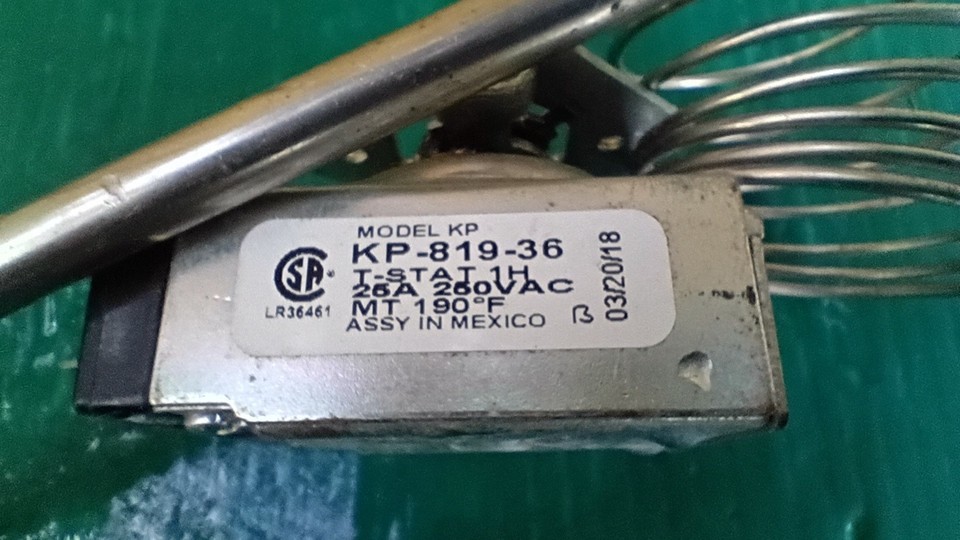 MODEL KP
KP-819-36
T-STAT 1H
25A 250VAC
MT 190°F
ASSY IN MEXICO
SA
LR36461
03/20/18